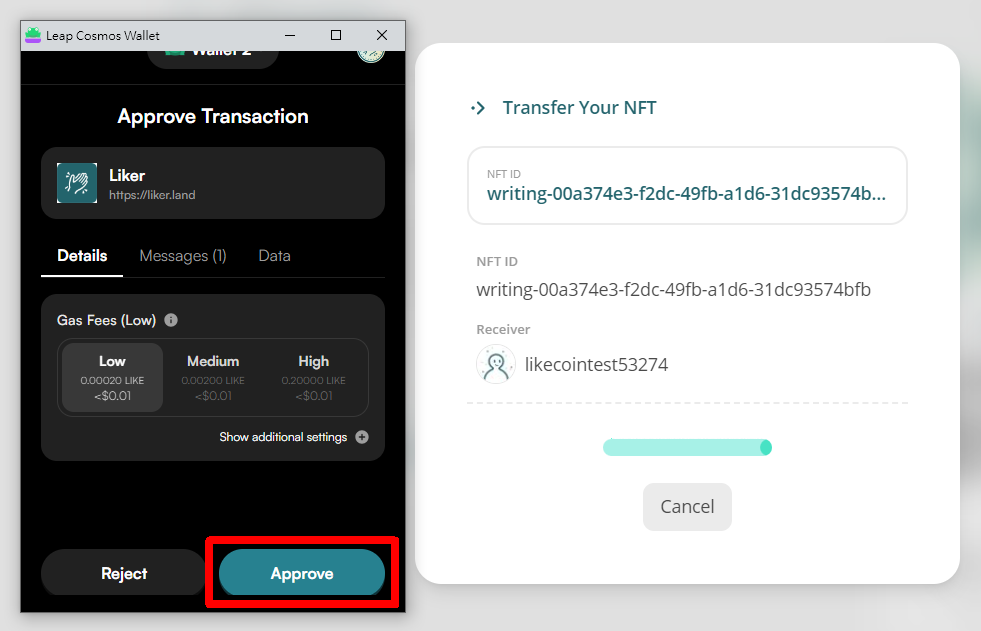 Leap Cosmos Wallet
Wallet 2
Approve Transaction
Liker
https://liker.land
Details Messages (1) Data
Gas Fees (Low)
Low Medium High
0.00020 LIKE 0.00200 LIKE 0.20000 LIKE
<$0.01 <$0.01 <$0.01
Show additional settings
Reject Approve
Transfer Your NFT
NFT ID
writing-00a374e3-f2dc-49fb-a1d6-31dc93574b...
NFT ID
writing-00a374e3-f2dc-49fb-a1d6-31dc93574bfb
Receiver
likecointest53274
Cancel